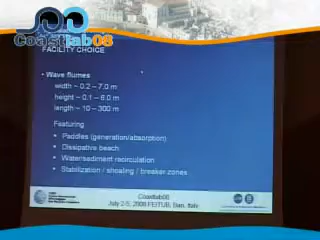 Coastlab08
FACILITY CHOICE
• Wave flumes
width ~ 0.2 – 7.0 m
height ~ 0.1 – 6.0 m
length ~ 10 – 300 m
Featuring
• Paddles (generation/absorption)
• Dissipative beach
• Water/sediment recirculation
• Stabilization / shoaling / breaker zones
Coastlab08
July 2-5, 2008 FEITUB, Bari, Italy